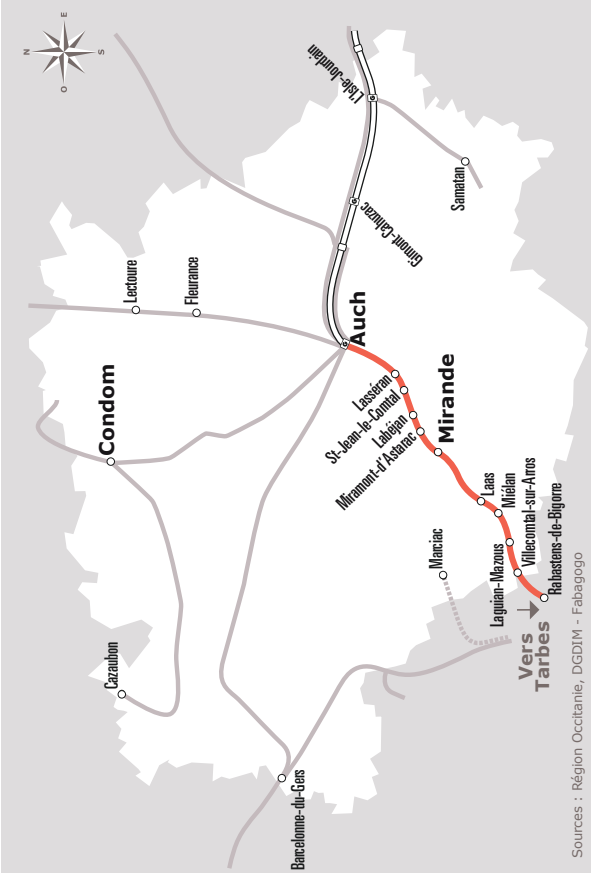 N
E
S
O
L'Isle-Jourdain
Samatan
Gimont-Cahuzac
Lectoure
Fleurance
Auch
Condom
Lasséran
St-Jean-le-Comtal
Labéjan
Miramont-d'Astarac
Mirande
Laas
Miélan
Laguian-Mazous
Villecomtal-sur-Arros
Rabastens-de-Bigorre
Marciac
Vers
Tarbes
Cazaubon
Barcelonne-du-Gers
Sources : Région Occitanie, DGDIM - Fabagogo